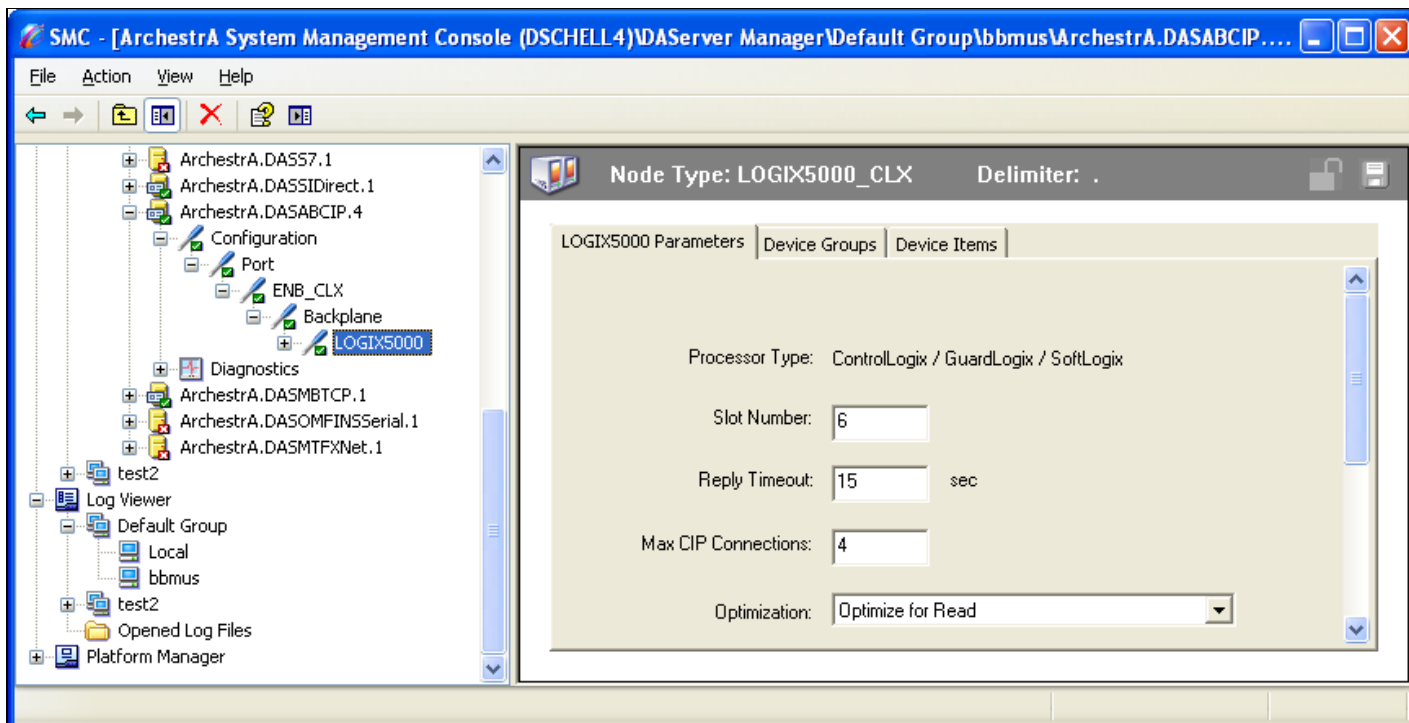 SMC - [ArchestrA System Management Console (DSCHELL4)\DAServer Manager\Default Group\bbmus\ArchestrA.DASABCIP....
File Action View Help
ArchestrA.DASS7.1
ArchestrA.DASSIDirect.1
ArchestrA.DASABCIP.4
Configuration
Port
ENB_CLX
Backplane
LOGIX5000
Diagnostics
ArchestrA.DASMBTCP.1
ArchestrA.DASOMFINSSerial.1
ArchestrA.DASMTFXNet.1
test2
Log Viewer
Default Group
Local
bbmus
test2
Opened Log Files
Platform Manager
Node Type: LOGIX5000_CLX Delimiter: .
LOGIX5000 Parameters Device Groups Device Items
Processor Type: ControlLogix / GuardLogix / SoftLogix
Slot Number: 6
Reply Timeout: 15 sec
Max CIP Connections: 4
Optimization: Optimize for Read